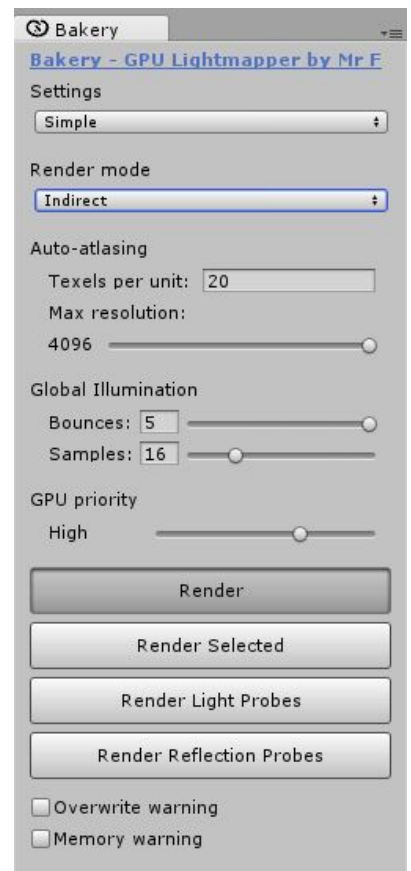 Bakery
Bakery - GPU Lightmapper by Mr F
Settings
Simple
Render mode
Indirect
Auto-atlasing
Texels per unit: 20
Max resolution:
4096
Global Illumination
Bounces: 5
Samples: 16
GPU priority
High
Render
Render Selected
Render Light Probes
Render Reflection Probes
Overwrite warning
Memory warning